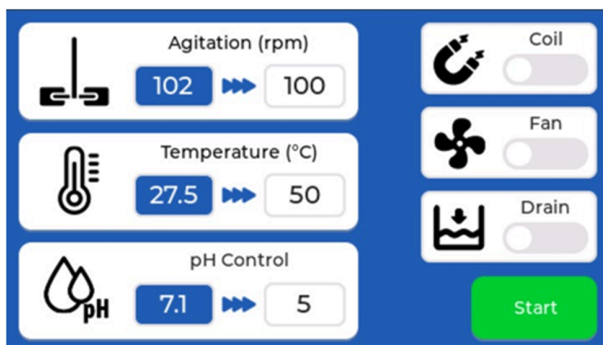 Agitation (rpm)
102 100
Temperature (°C)
27.5 50
pH Control
pH
7.1 5
Coil
Fan
Drain
Start